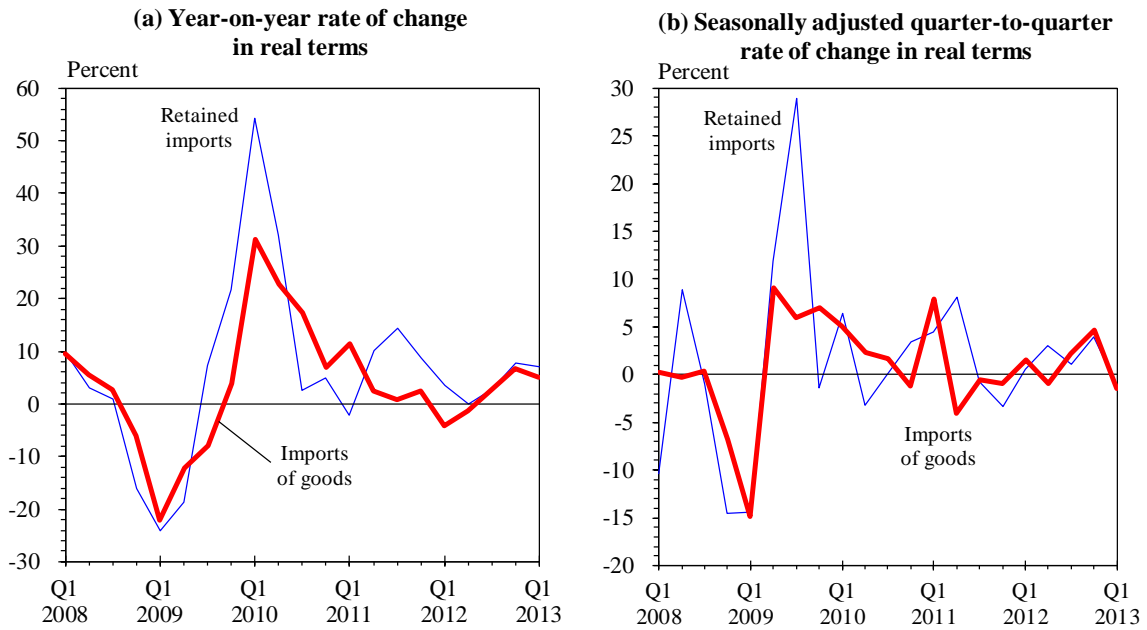 (a) Year-on-year rate of change
in real terms
Percent
60
50
40
30
20
10
0
-10
-20
-30
Retained
imports
Imports
of goods
Q1
2008
Q1
2009
Q1
2010
Q1
2011
Q1
2012
Q1
2013
(b) Seasonally adjusted quarter-to-quarter
rate of change in real terms
Percent
30
25
20
15
10
5
0
-5
-10
-15
-20
Retained
imports
Imports
of goods
Q1
2008
Q1
2009
Q1
2010
Q1
2011
Q1
2012
Q1
2013